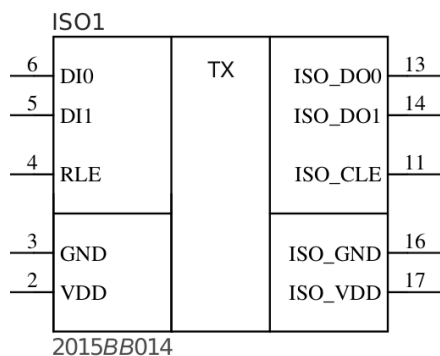 ISO1
6 DI0 TX ISO_DO0 13
5 DI1 ISO_DO1 14
4 RLE ISO_CLE 11
3 GND ISO_GND 16
2 VDD ISO_VDD 17
2015BB014